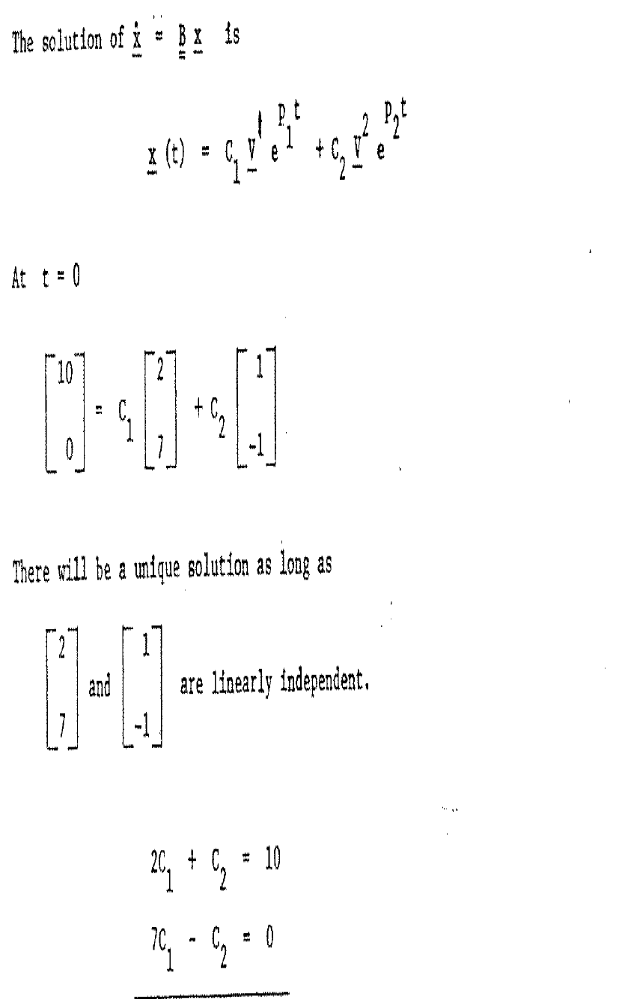 The solution of ẋ = B x is
x (t) = C₁ V¹ e^{P₁t} + C₂ V² e^{P₂t}
At t = 0
[10 0] = C₁ [2 7] + C₂ [1 -1]
There will be a unique solution as long as
[2 7] and [1 -1] are linearly independent.
2C₁ + C₂ = 10
7C₁ - C₂ = 0